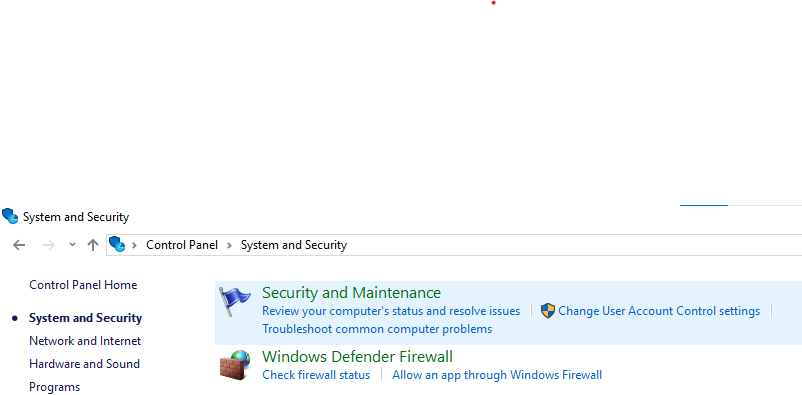 System and Security
Control Panel System and Security
Control Panel Home
System and Security
Network and Internet
Hardware and Sound
Programs
Security and Maintenance
Review your computer's status and resolve issues Change User Account Control settings
Troubleshoot common computer problems
Windows Defender Firewall
Check firewall status Allow an app through Windows Firewall